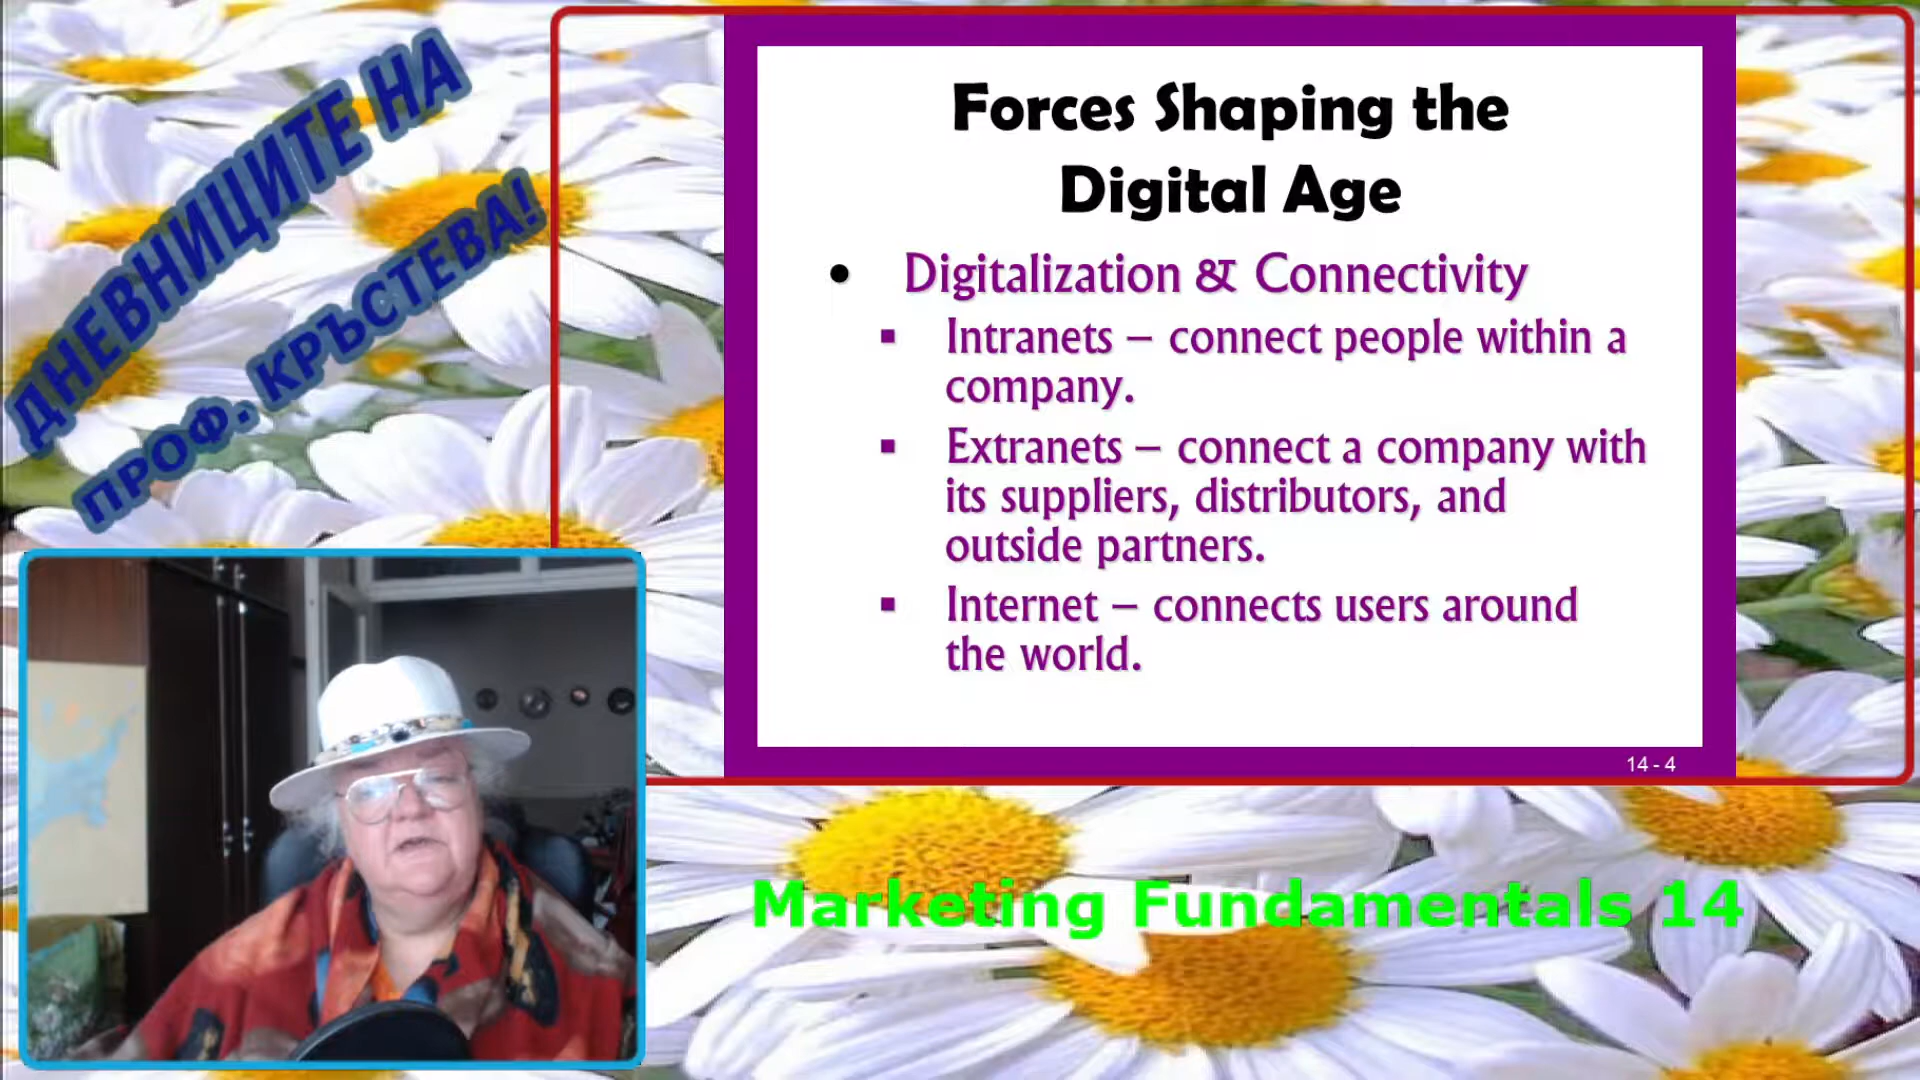 ДНЕВНИЦИТЕ НА
ПРОФ. КРЪСТЕВА!
Forces Shaping the
Digital Age
• Digitalization & Connectivity
▪ Intranets – connect people within a
company.
▪ Extranets – connect a company with
its suppliers, distributors, and
outside partners.
▪ Internet – connects users around
the world.
14 - 4
Marketing Fundamentals 14